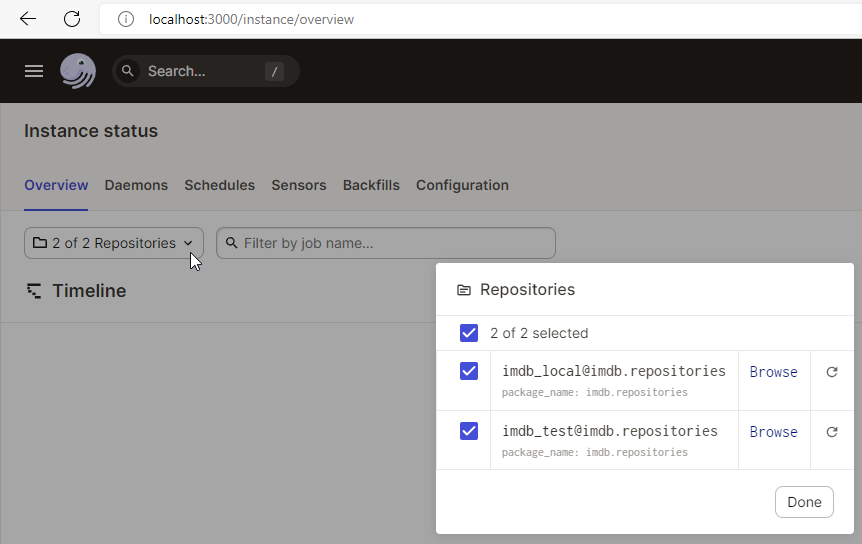 localhost:3000/instance/overview
Search... /
Instance status
Overview Daemons Schedules Sensors Backfills Configuration
2 of 2 Repositories Filter by job name...
Timeline
Repositories
2 of 2 selected
imdb_local@imdb.repositories Browse
package_name: imdb.repositories
imdb_test@imdb.repositories Browse
package_name: imdb.repositories
Done